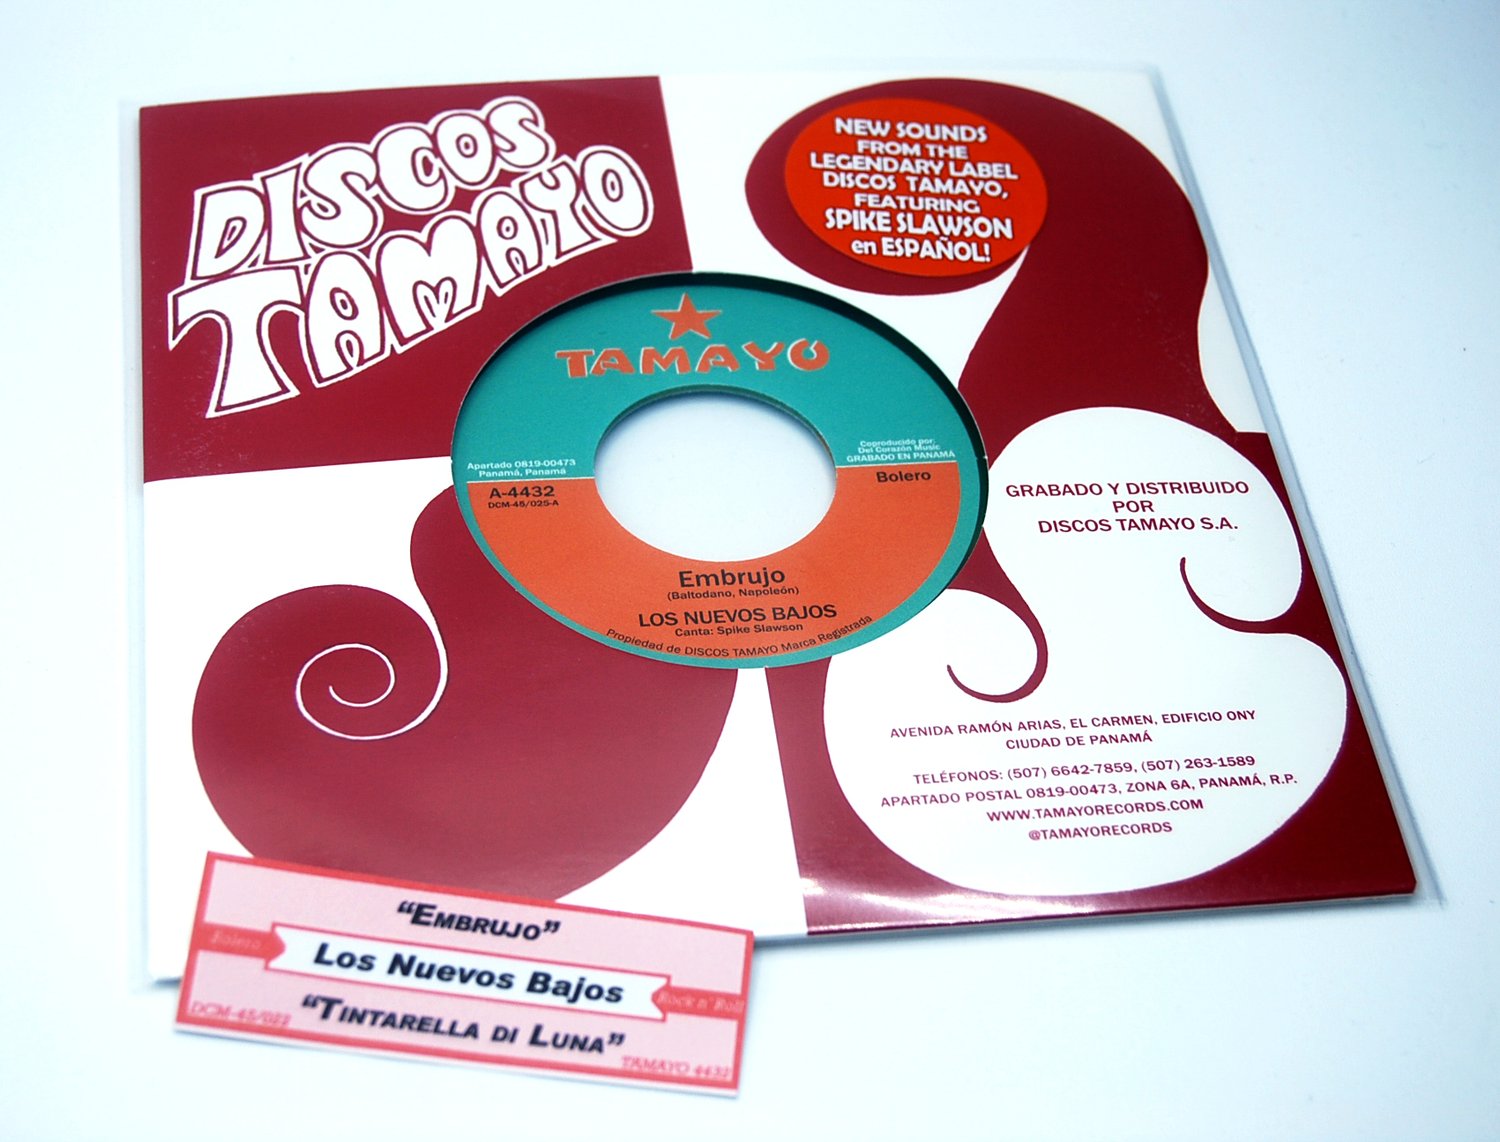 DISCOS
TAMAYO
NEW SOUNDS
FROM THE
LEGENDARY LABEL
DISCOS TAMAYO,
FEATURING
SPIKE SLAWSON
en ESPAÑOL!
TAMAYO
Apartado 0819-00473
Panamá, Panamá
Coproducido por:
Del Corazón Music
GRABADO EN PANAMÁ
A-4432
DCM-45/025-A
Bolero
Embrujo
(Baltodano, Napoleón)
LOS NUEVOS BAJOS
Canta: Spike Slawson
Propiedad de DISCOS TAMAYO Marca Registrada
GRABADO Y DISTRIBUIDO
POR
DISCOS TAMAYO S.A.
AVENIDA RAMÓN ARIAS, EL CARMEN, EDIFICIO ONY
CIUDAD DE PANAMÁ
TELÉFONOS: (507) 6642-7859, (507) 263-1589
APARTADO POSTAL 0819-00473, ZONA 6A, PANAMÁ, R.P.
WWW.TAMAYORECORDS.COM
@TAMAYORECORDS
"EMBRUJO"
Bolero
Los Nuevos Bajos
Rock n' Roll
DCM-45/022
"TINTARELLA DI LUNA"
TAMAYO 4432